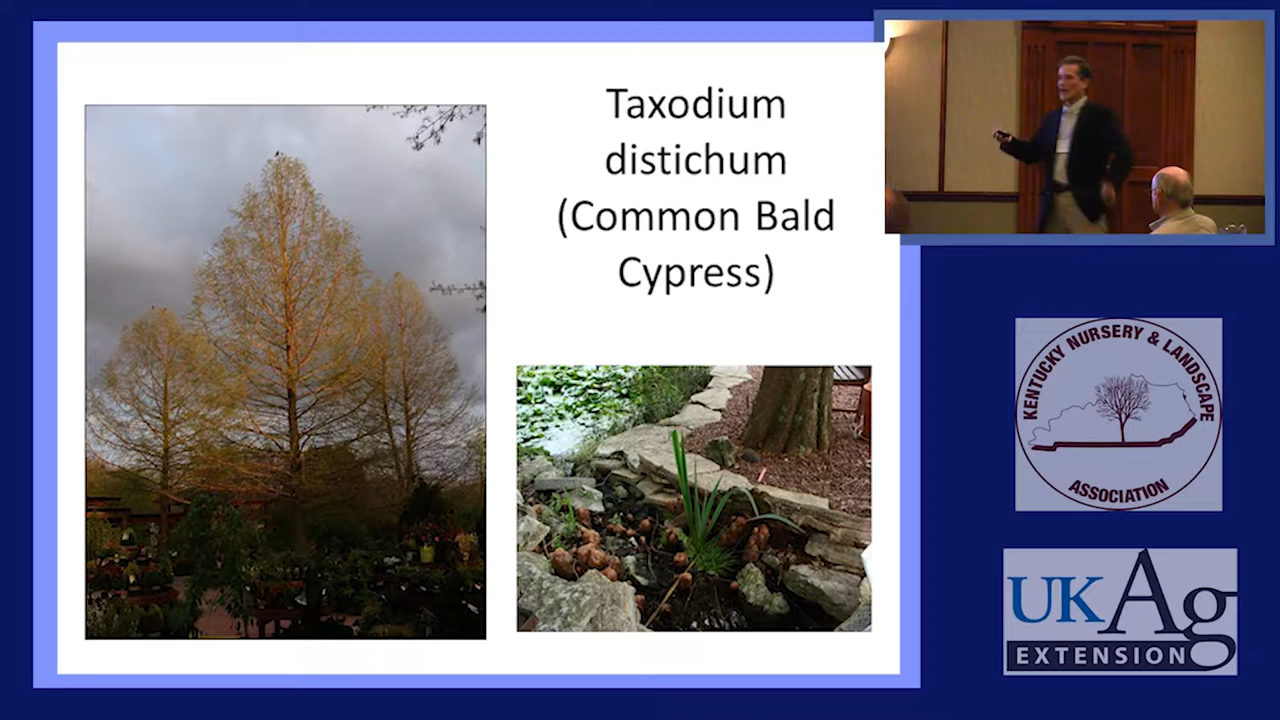 Taxodium
distichum
(Common Bald
Cypress)
KENTUCKY NURSERY & LANDSCAPE
ASSOCIATION
UKAg
EXTENSION